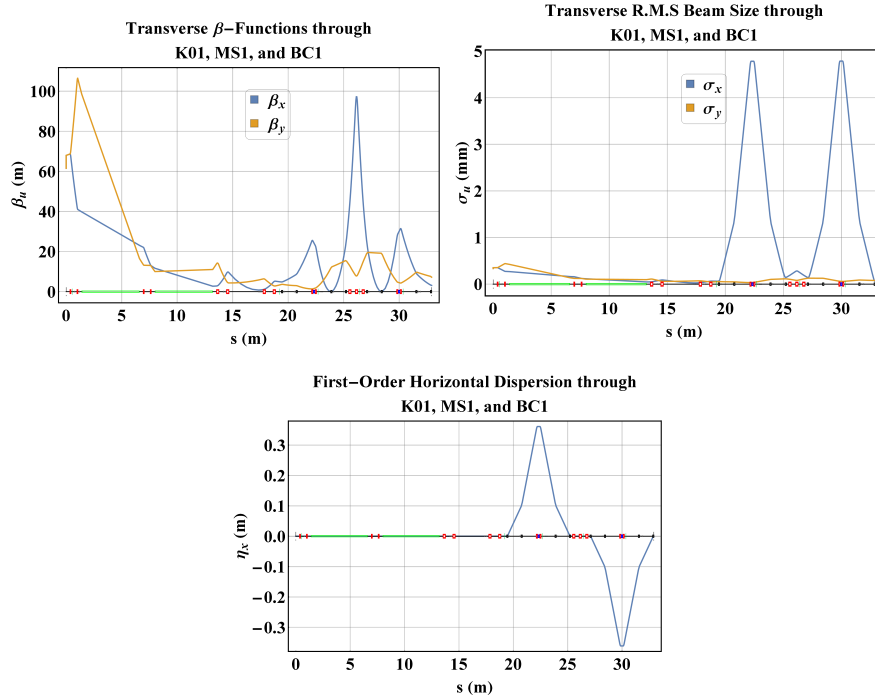 Transverse β-Functions through
K01, MS1, and BC1
βx
βy
βu (m)
100
80
60
40
20
0
0 5 10 15 20 25 30
s (m)
Transverse R.M.S Beam Size through
K01, MS1, and BC1
σx
σy
σu (mm)
5
4
3
2
1
0
0 5 10 15 20 25 30
s (m)
First-Order Horizontal Dispersion through
K01, MS1, and BC1
ηx (m)
0.3
0.2
0.1
0.0
-0.1
-0.2
-0.3
0 5 10 15 20 25 30
s (m)